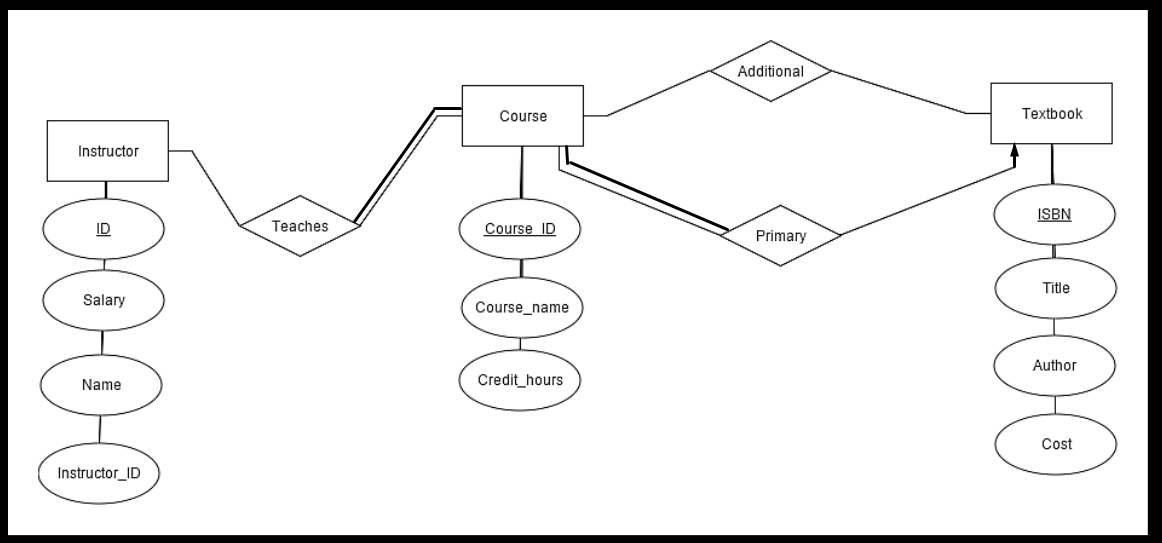 Additional
Course
Textbook
Instructor
Teaches
Primary
ID
Course_ID
ISBN
Salary
Course_name
Title
Name
Credit_hours
Author
Instructor_ID
Cost